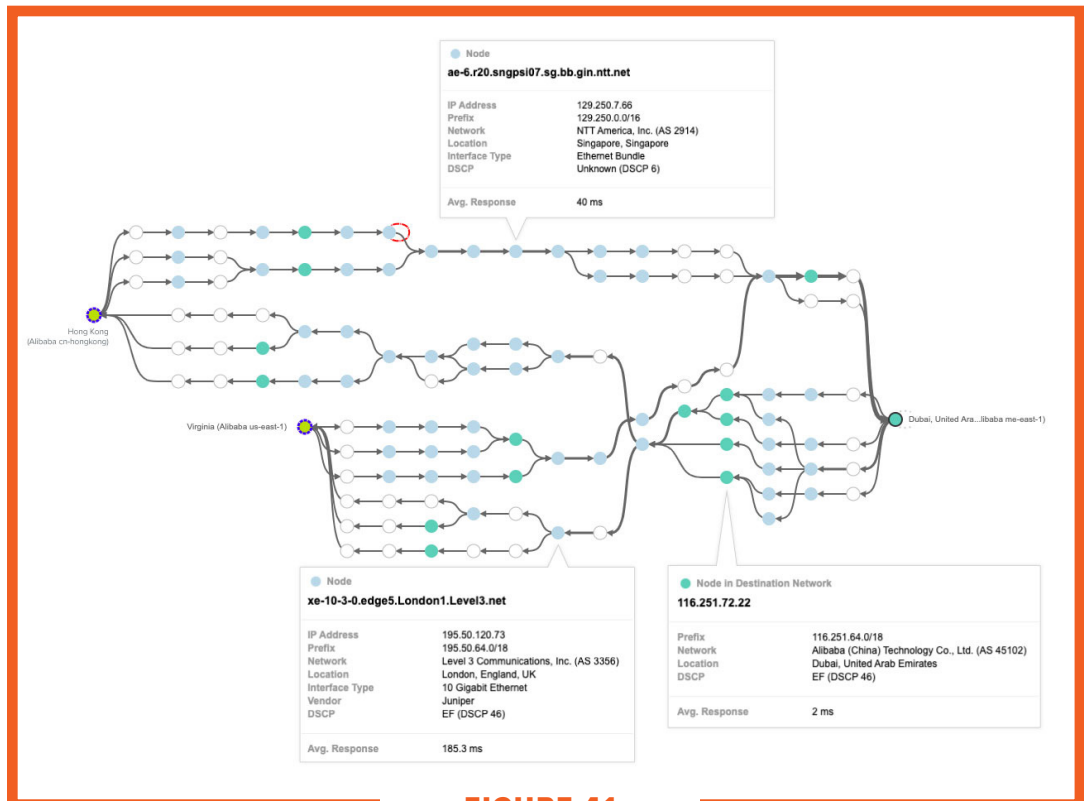 Node
ae-6.r20.sngpsi07.sg.bb.gin.ntt.net
IP Address 129.250.7.66
Prefix 129.250.0.0/16
Network NTT America, Inc. (AS 2914)
Location Singapore, Singapore
Interface Type Ethernet Bundle
DSCP Unknown (DSCP 6)
Avg. Response 40 ms
Hong Kong
(Alibaba cn-hongkong)
Virginia (Alibaba us-east-1)
Dubai, United Ara...libaba me-east-1)
Node
xe-10-3-0.edge5.London1.Level3.net
IP Address 195.50.120.73
Prefix 195.50.64.0/18
Network Level 3 Communications, Inc. (AS 3356)
Location London, England, UK
Interface Type 10 Gigabit Ethernet
Vendor Juniper
DSCP EF (DSCP 46)
Avg. Response 185.3 ms
Node in Destination Network
116.251.72.22
Prefix 116.251.64.0/18
Network Alibaba (China) Technology Co., Ltd. (AS 45102)
Location Dubai, United Arab Emirates
DSCP EF (DSCP 46)
Avg. Response 2 ms